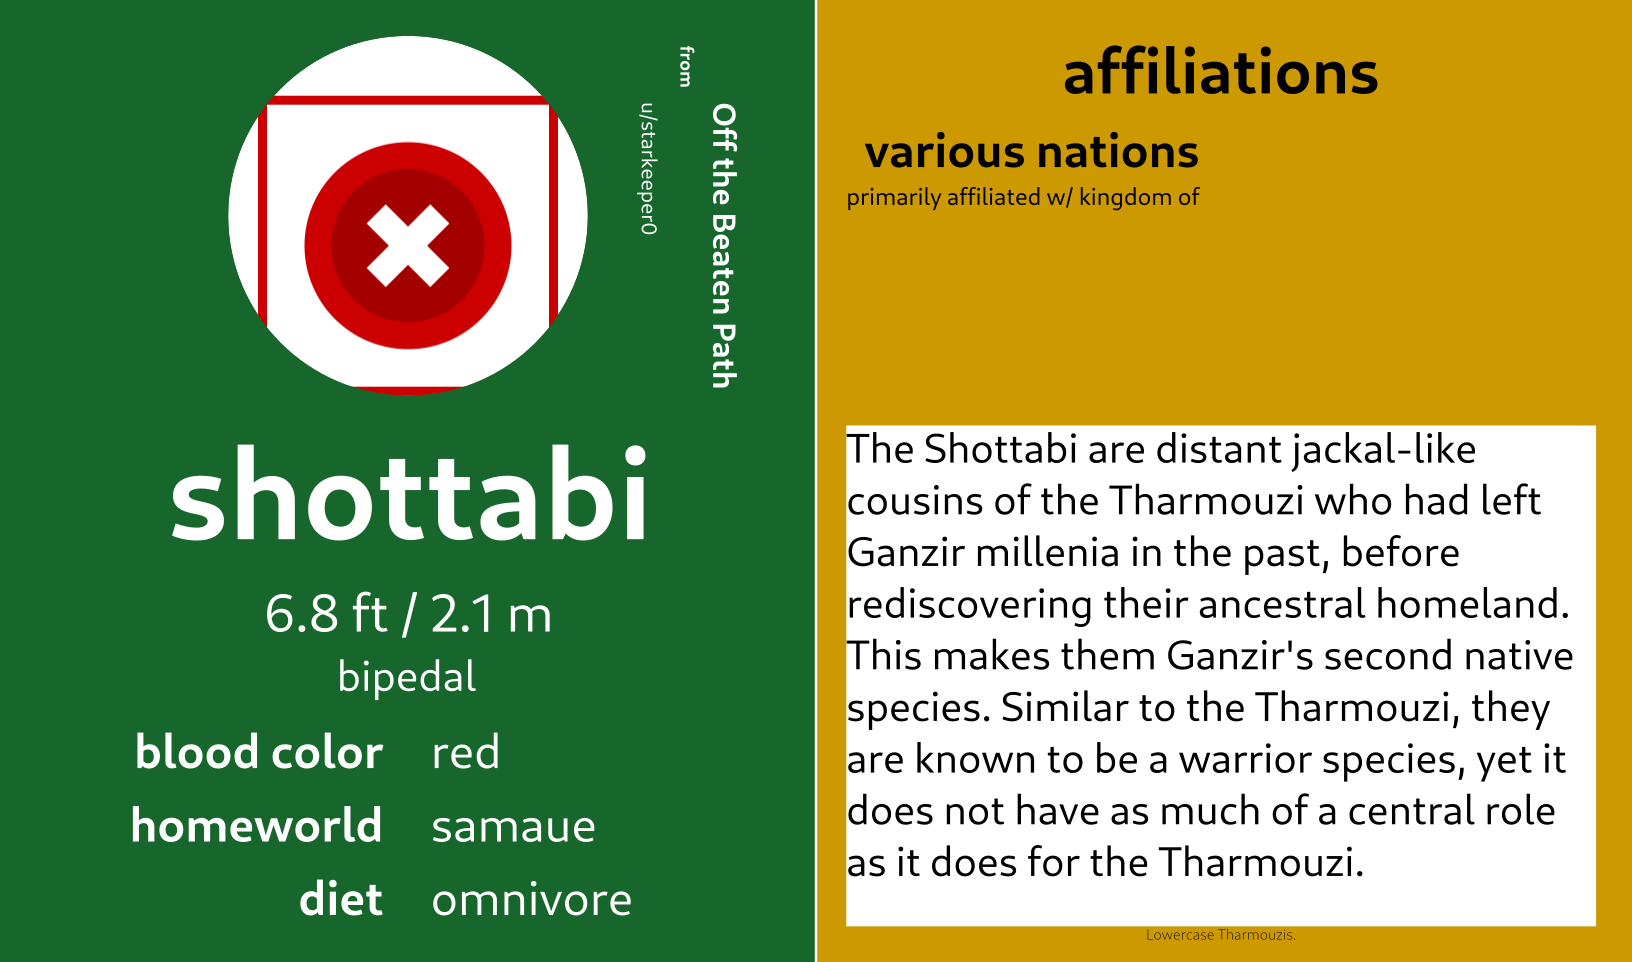 from
Off the Beaten Path
u/starkeeper0
shottabi
6.8 ft / 2.1 m
bipedal
blood color red
homeworld samaue
diet omnivore
affiliations
various nations
primarily affiliated w/ kingdom of
The Shottabi are distant jackal-like
cousins of the Tharmouzi who had left
Ganzir millenia in the past, before
rediscovering their ancestral homeland.
This makes them Ganzir's second native
species. Similar to the Tharmouzi, they
are known to be a warrior species, yet it
does not have as much of a central role
as it does for the Tharmouzi.
Lowercase Tharmouzis.